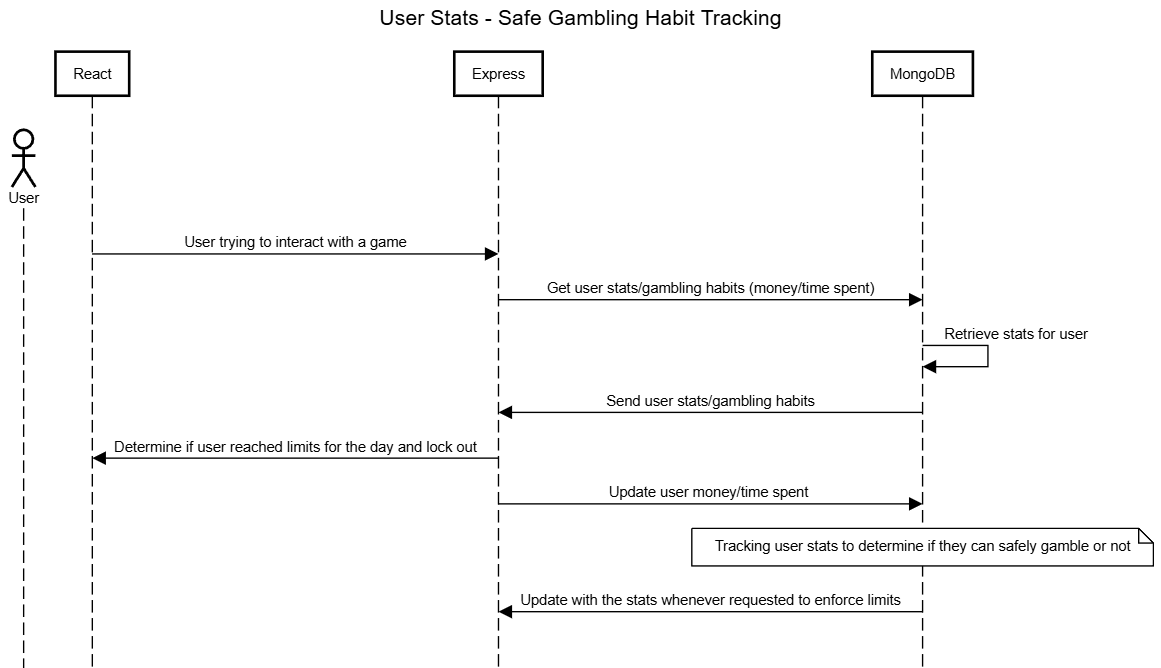 User Stats - Safe Gambling Habit Tracking
React
Express
MongoDB
User
User trying to interact with a game
Get user stats/gambling habits (money/time spent)
Retrieve stats for user
Send user stats/gambling habits
Determine if user reached limits for the day and lock out
Update user money/time spent
Tracking user stats to determine if they can safely gamble or not
Update with the stats whenever requested to enforce limits